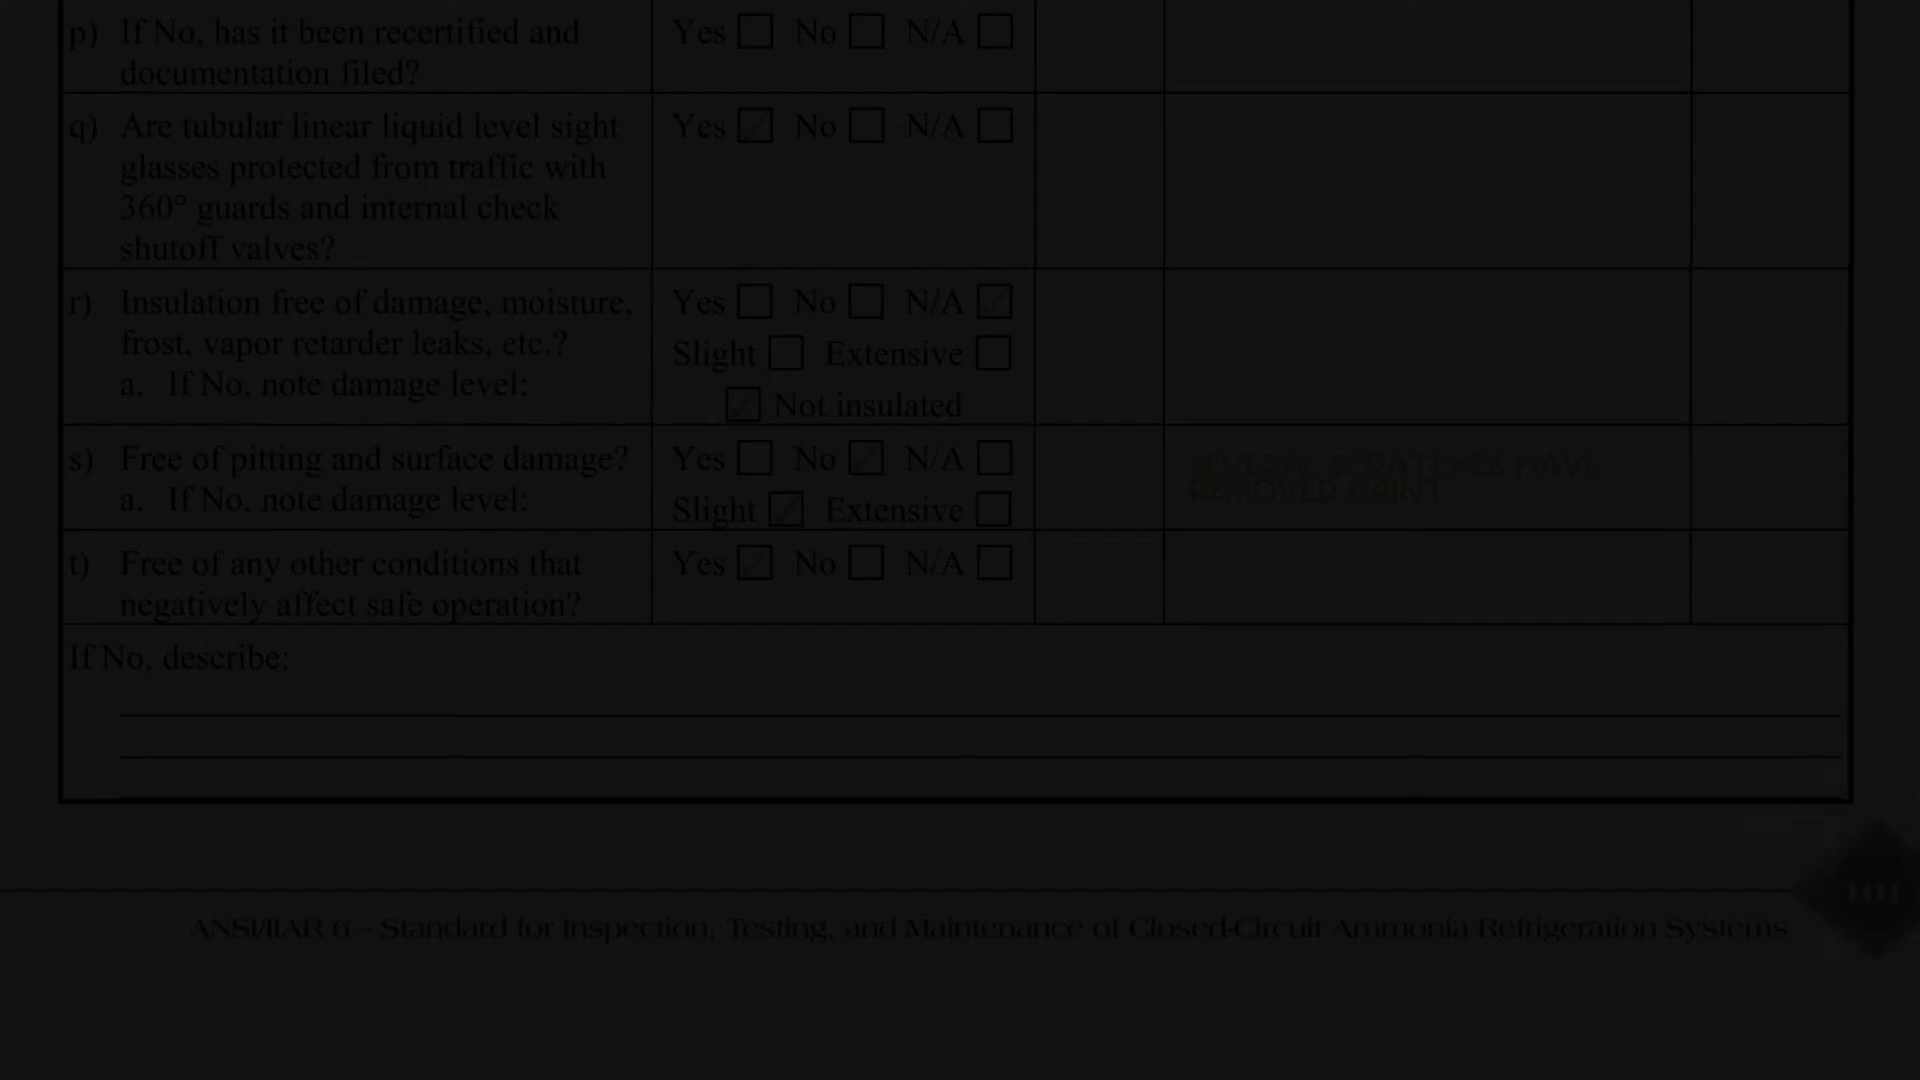 p) If No, has it been recertified and
documentation filed?
Yes No N/A
q) Are tubular linear liquid level sight
glasses protected from traffic with
360° guards and internal check
shutoff valves?
Yes No N/A
r) Insulation free of damage, moisture,
frost, vapor retarder leaks, etc.?
a. If No, note damage level:
Yes No N/A
Slight Extensive
Not insulated
s) Free of pitting and surface damage?
a. If No, note damage level:
Yes No N/A
Slight Extensive
SEVERAL SCRATCHES HAVE
REMOVED PAINT
t) Free of any other conditions that
negatively affect safe operation?
Yes No N/A
If No, describe:
101
ANSI/IIAR 6 – Standard for Inspection, Testing, and Maintenance of Closed-Circuit Ammonia Refrigeration Systems